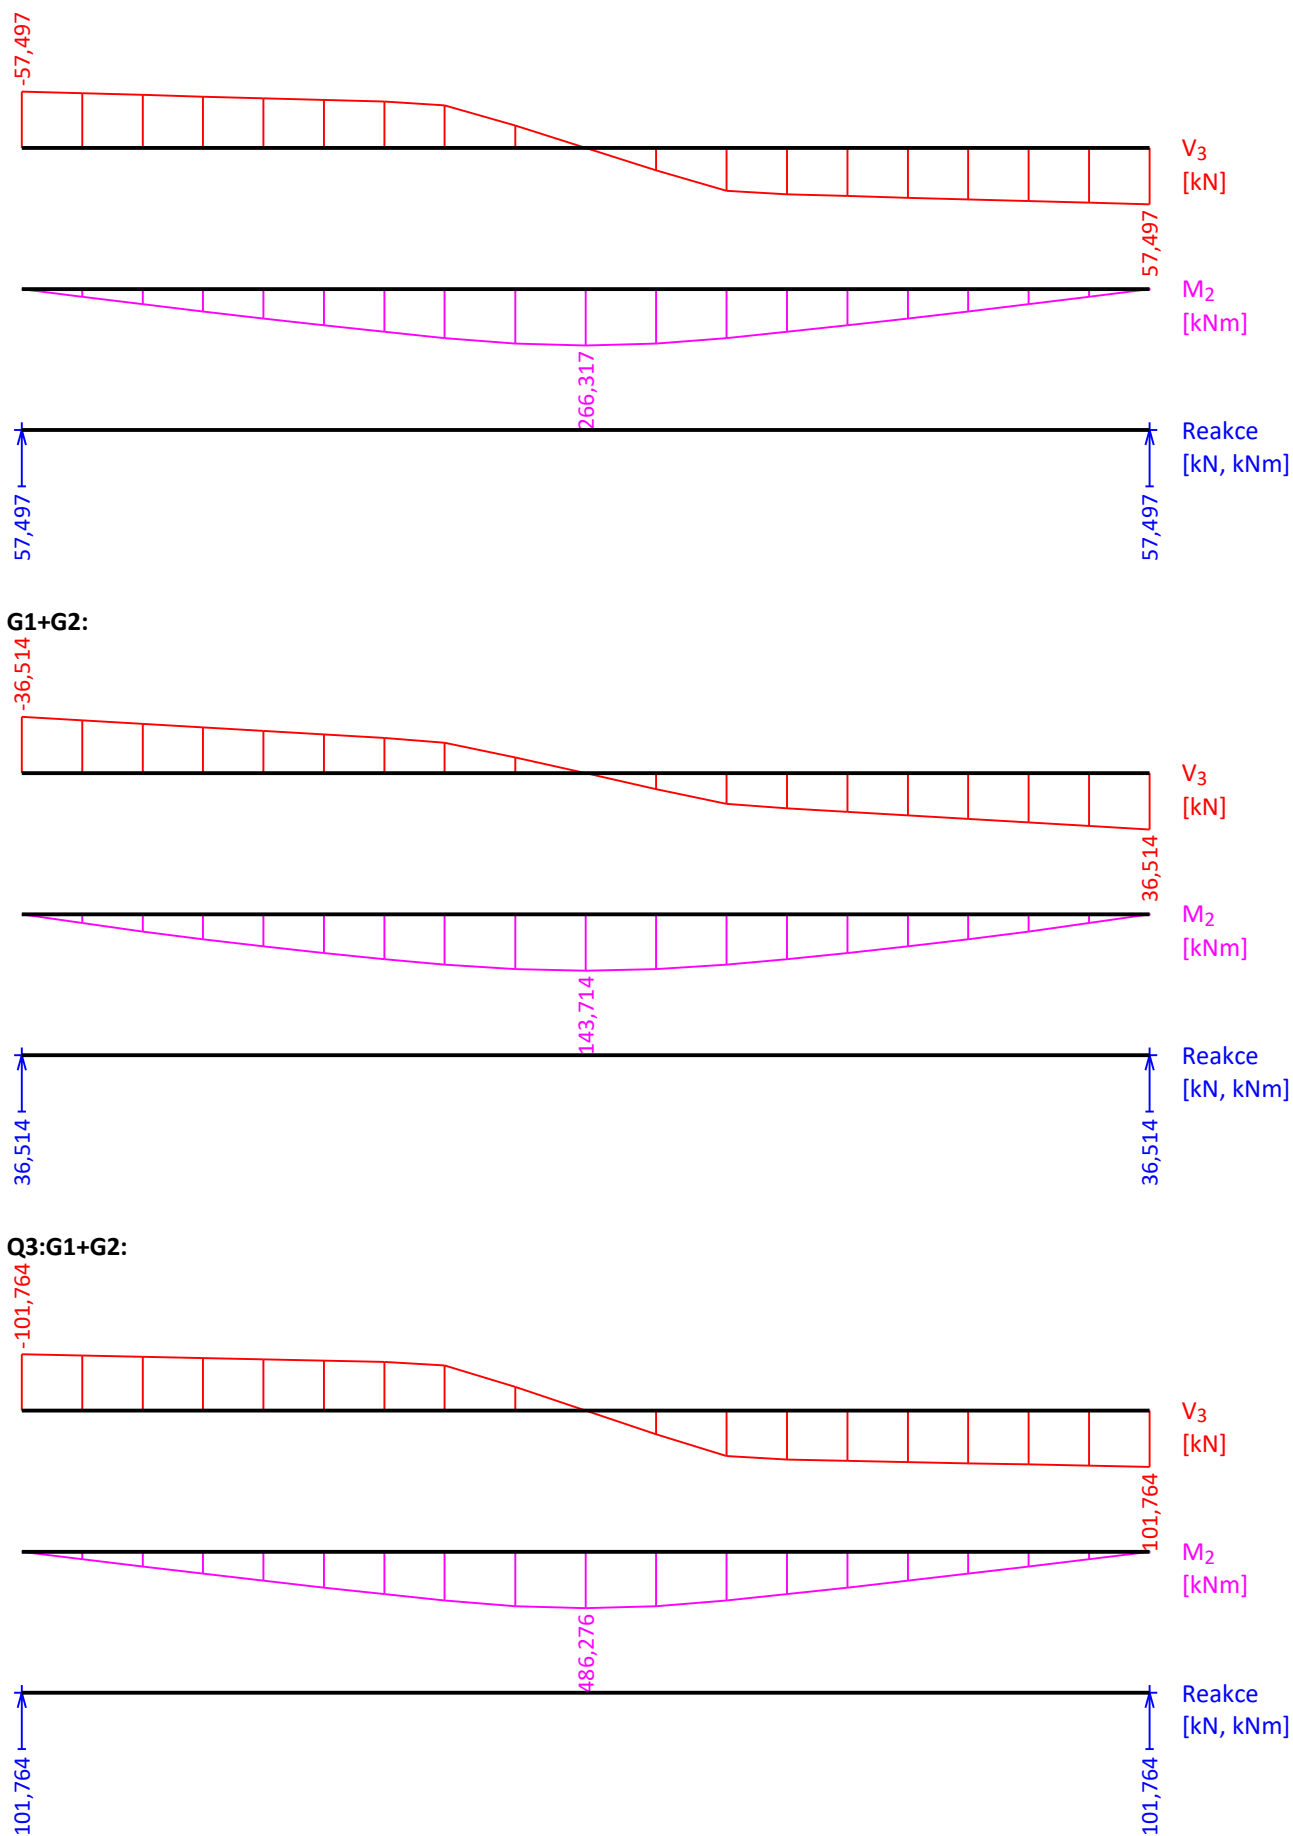 -57,497
V3
[kN]
57,497
M2
[kNm]
266,317
Reakce
[kN, kNm]
57,497
57,497
G1+G2:
-36,514
V3
[kN]
36,514
M2
[kNm]
143,714
Reakce
[kN, kNm]
36,514
36,514
Q3:G1+G2:
-101,764
V3
[kN]
101,764
M2
[kNm]
486,276
Reakce
[kN, kNm]
101,764
101,764